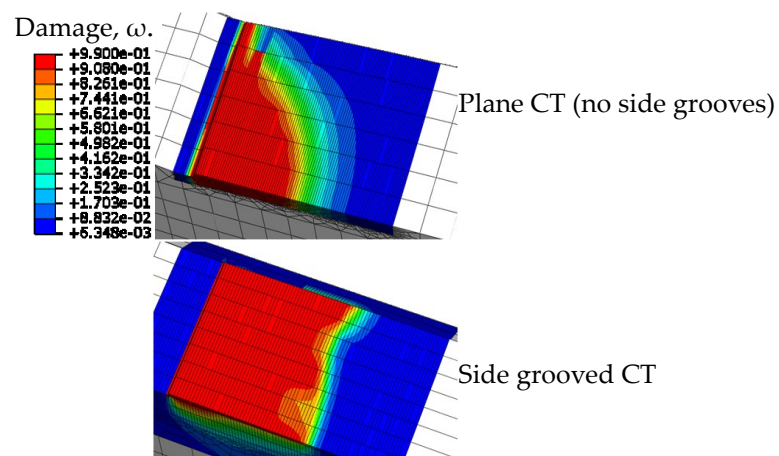 Damage, ω.
+9.900e-01
+9.080e-01
+8.261e-01
+7.441e-01
+6.621e-01
+5.801e-01
+4.982e-01
+4.162e-01
+3.342e-01
+2.523e-01
+1.703e-01
+8.832e-02
+6.348e-03
Plane CT (no side grooves)
Side grooved CT